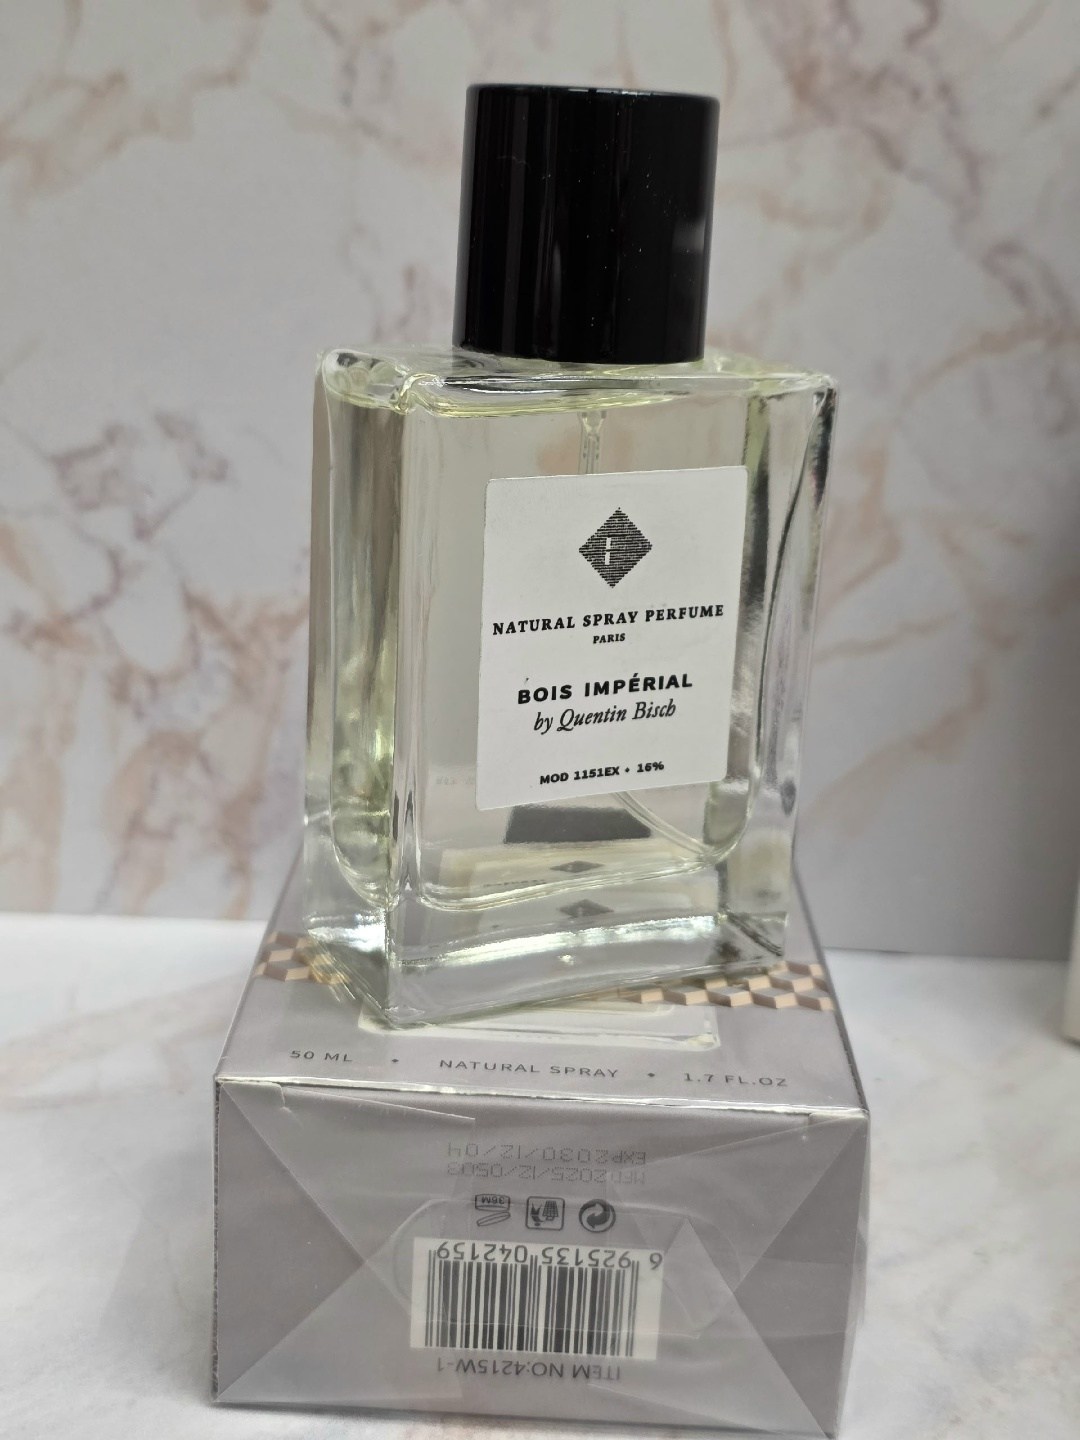 NATURAL SPRAY PERFUME
PARIS
BOIS IMPÉRIAL
by Quentin Bisch
MOD 1151EX • 16%
50 ML • NATURAL SPRAY • 1.7 FL.OZ
ITEM NO:4215W-1
6 925135 042159
36M
MFD2025/12/0503
EXP2030/12/04